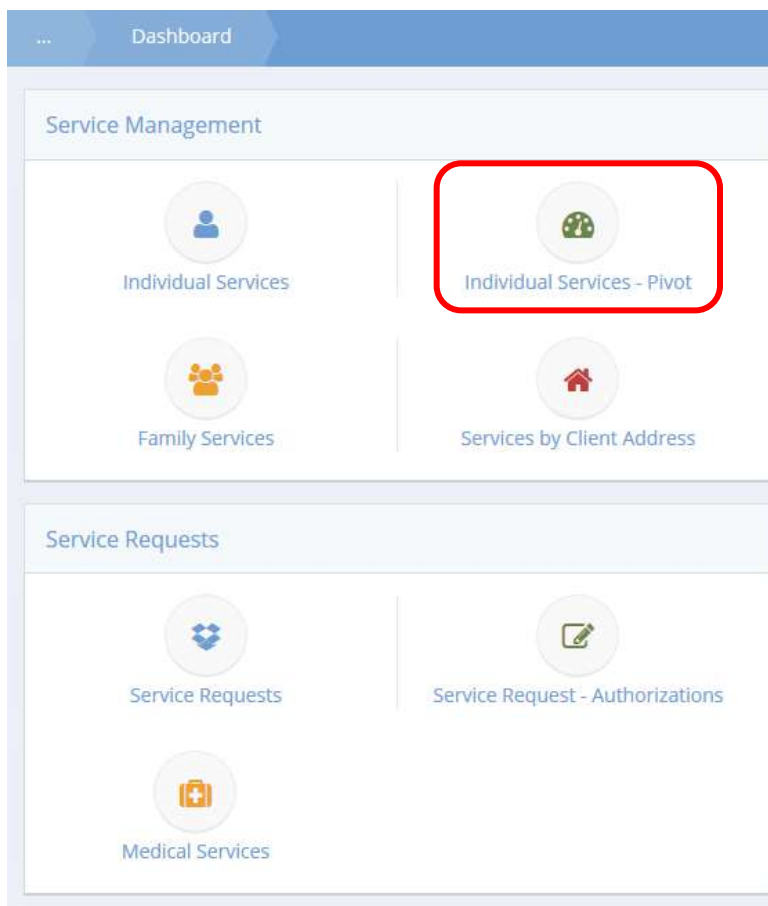 ... Dashboard
Service Management
Individual Services
Individual Services - Pivot
Family Services
Services by Client Address
Service Requests
Service Requests
Service Request - Authorizations
Medical Services